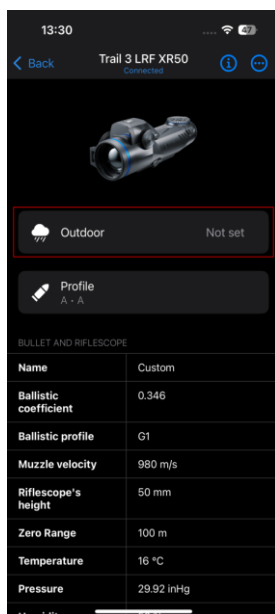 13:30
47
Back
Trail 3 LRF XR50
Connected
Outdoor
Not set
Profile
A - A
BULLET AND RIFLESCOPE
Name
Custom
Ballistic
coefficient
0.346
Ballistic profile
G1
Muzzle velocity
980 m/s
Riflescope's
height
50 mm
Zero Range
100 m
Temperature
16 °C
Pressure
29.92 inHg